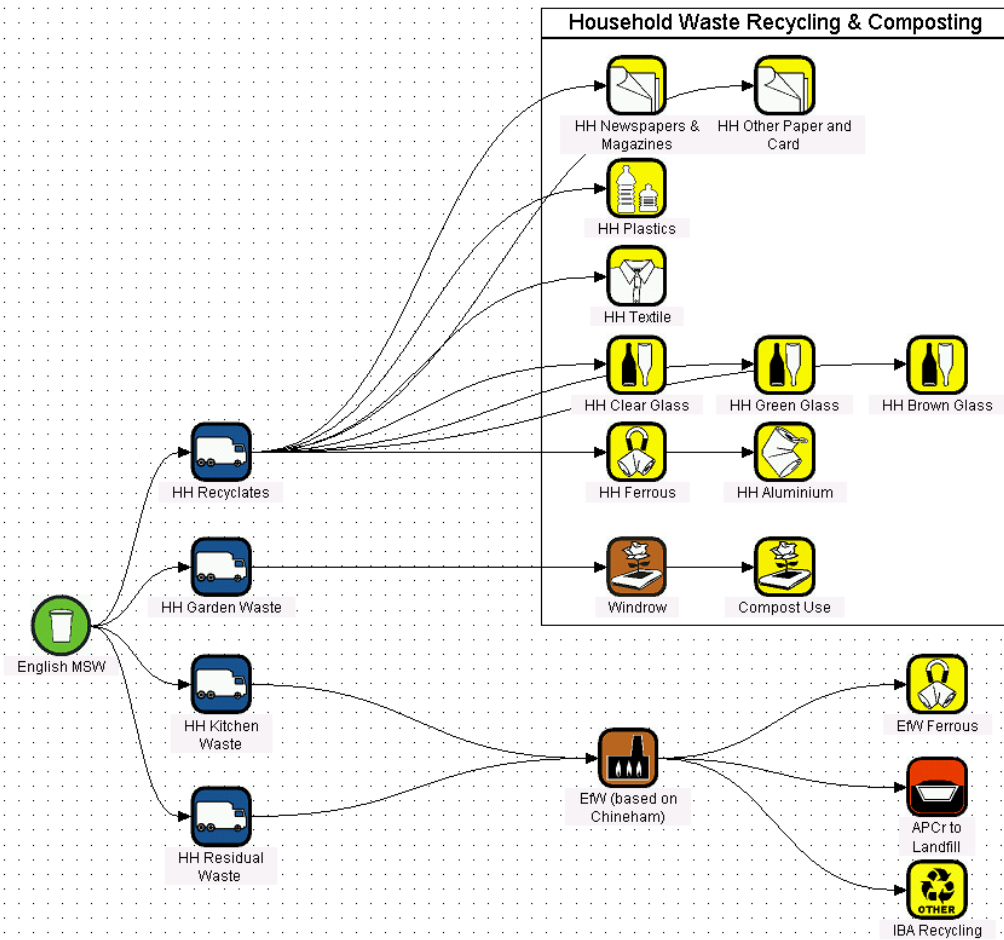 Household Waste Recycling & Composting
HH Newspapers &
Magazines
HH Other Paper and
Card
HH Plastics
HH Textile
HH Clear Glass
HH Green Glass
HH Brown Glass
HH Recyclates
HH Ferrous
HH Aluminium
HH Garden Waste
Windrow
Compost Use
English MSW
HH Kitchen
Waste
EfW Ferrous
EfW (based on
Chineham)
APCr to
Landfill
HH Residual
Waste
OTHER
IBA Recycling